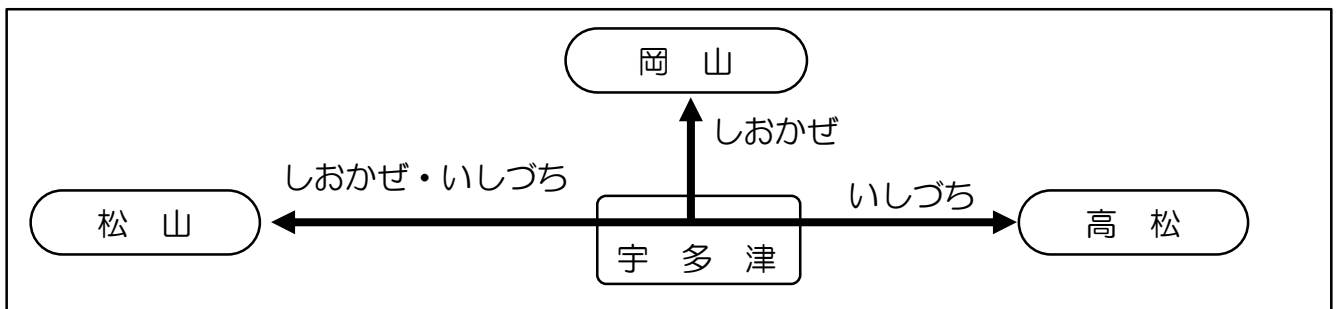 岡 山
しおかぜ
しおかぜ・いしづち
いしづち
松 山
高 松
宇 多 津